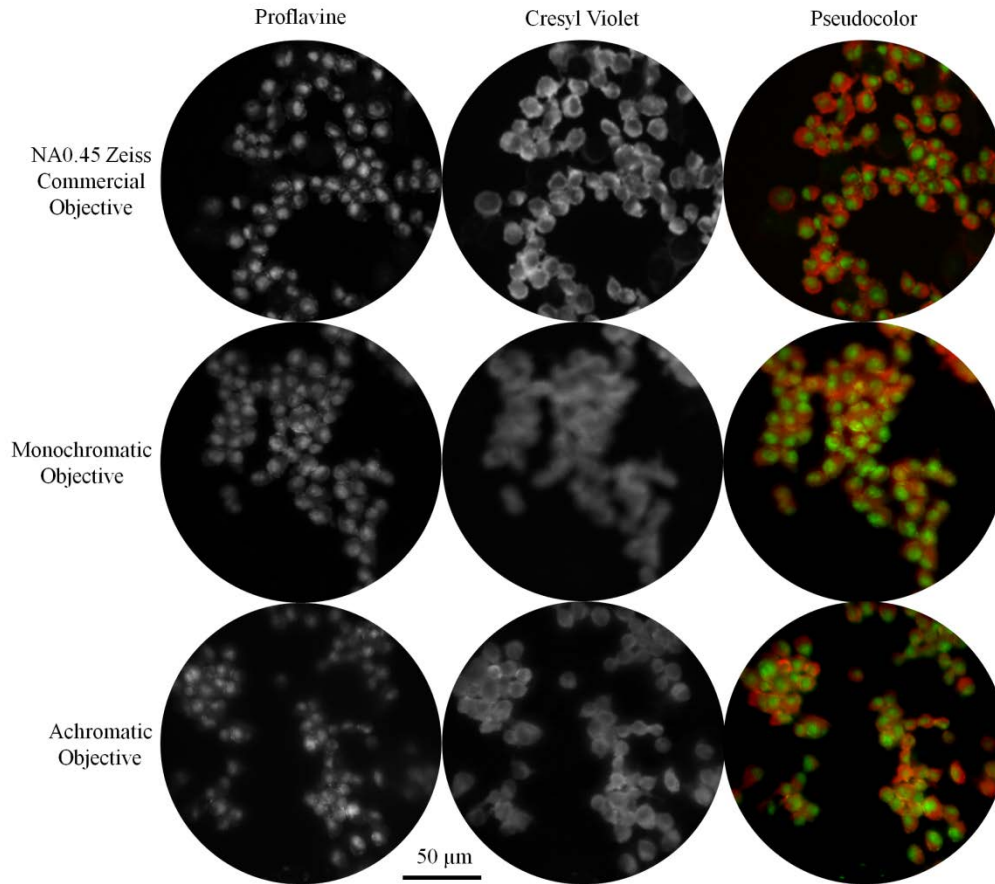 Proflavine
Cresyl Violet
Pseudocolor
NA0.45 Zeiss
Commercial
Objective
Monochromatic
Objective
Achromatic
Objective
50 μm